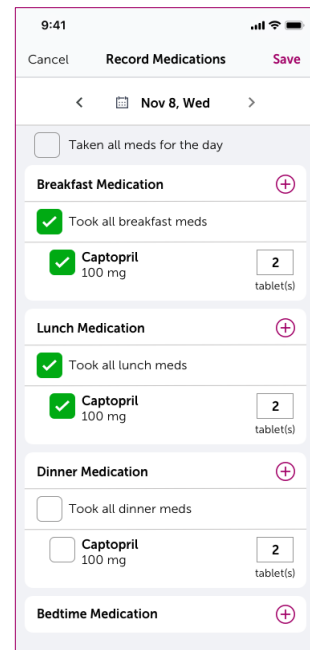 9:41
Cancel Record Medications Save
Nov 8, Wed
Taken all meds for the day
Breakfast Medication
Took all breakfast meds
Captopril 2
100 mg
tablet(s)
Lunch Medication
Took all lunch meds
Captopril 2
100 mg
tablet(s)
Dinner Medication
Took all dinner meds
Captopril 2
100 mg
tablet(s)
Bedtime Medication